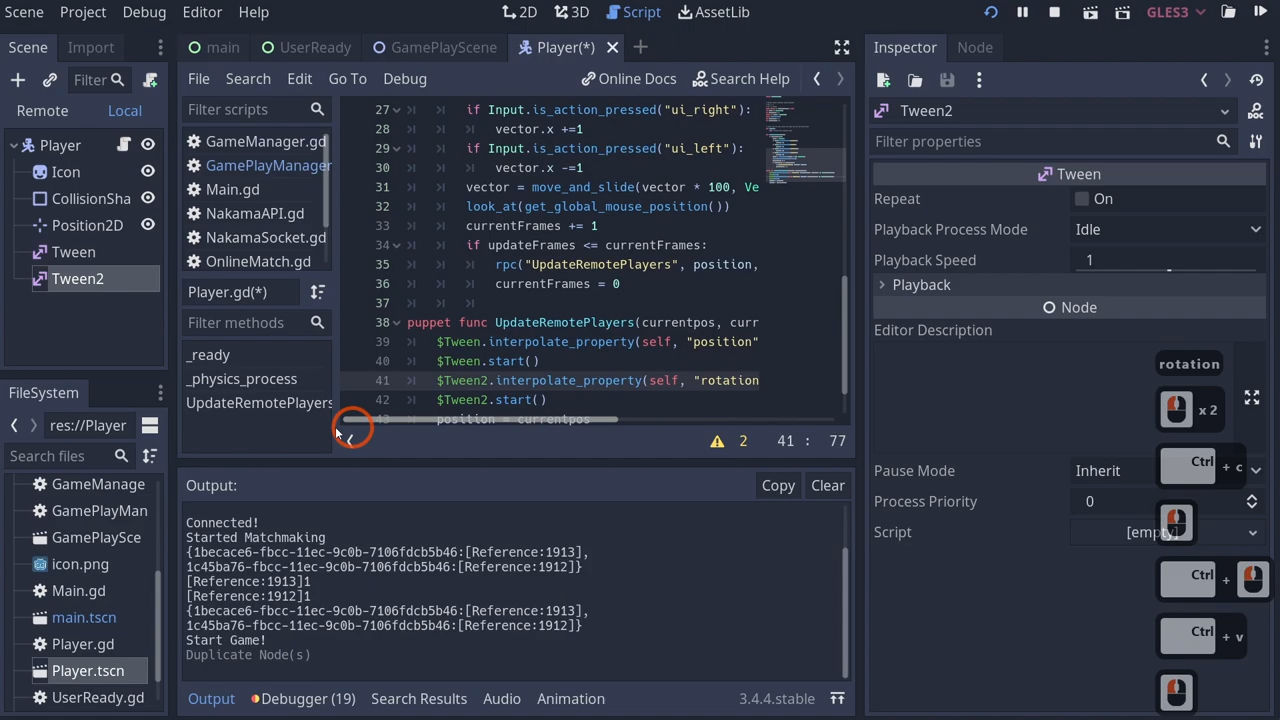 Scene Project Debug Editor Help
2D 3D Script AssetLib
GLES3
Scene Import
main UserReady GamePlayScene Player(*)
Inspector Node
Filter
File Search Edit Go To Debug
Online Docs Search Help
Remote Local
Filter scripts
Tween2
Filter properties
Player
Icon
CollisionSha
Position2D
Tween
Tween2
GameManager.gd
GamePlayManager
Main.gd
NakamaAPI.gd
NakamaSocket.gd
OnlineMatch.gd
Player.gd(*)
Filter methods
_ready
_physics_process
UpdateRemotePlayers
27 if Input.is_action_pressed("ui_right"):
28 vector.x +=1
29 if Input.is_action_pressed("ui_left"):
30 vector.x -=1
31 vector = move_and_slide(vector * 100, Ve
32 look_at(get_global_mouse_position())
33 currentFrames += 1
34 if updateFrames <= currentFrames:
35 rpc("UpdateRemotePlayers", position,
36 currentFrames = 0
37
38 puppet func UpdateRemotePlayers(currentpos, curr
39 $Tween.interpolate_property(self, "position"
40 $Tween.start()
41 $Tween2.interpolate_property(self, "rotation
42 $Tween2.start()
43 position = currentpos
2 41 : 77
Tween
Repeat On
Playback Process Mode Idle
Playback Speed 1
Playback
Node
Editor Description
rotation
x 2
Ctrl + c
Pause Mode Inherit
Process Priority 0
Script [empty]
Ctrl +
Ctrl + v
FileSystem
res://Player
Search files
GameManage
GamePlayMan
GamePlaySce
icon.png
Main.gd
main.tscn
Player.gd
Player.tscn
UserReady.gd
Output:
Copy Clear
Connected!
Started Matchmaking
{1becace6-fbcc-11ec-9c0b-7106fdcb5b46:[Reference:1913],
1c45ba76-fbcc-11ec-9c0b-7106fdcb5b46:[Reference:1912]}
[Reference:1913]1
[Reference:1912]1
{1becace6-fbcc-11ec-9c0b-7106fdcb5b46:[Reference:1913],
1c45ba76-fbcc-11ec-9c0b-7106fdcb5b46:[Reference:1912]}
Start Game!
Duplicate Node(s)
Output Debugger (19) Search Results Audio Animation
3.4.4.stable